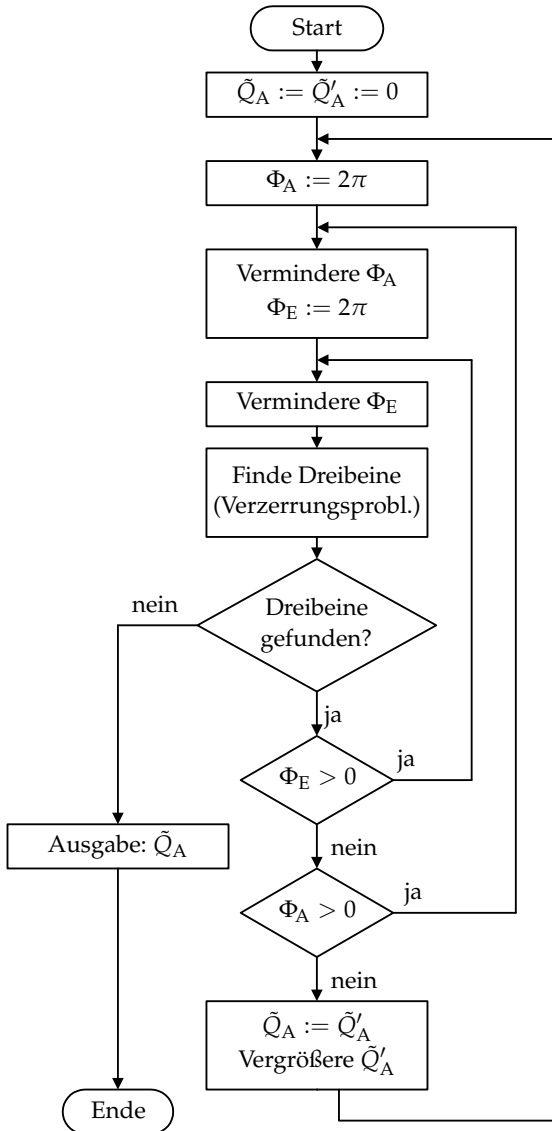 Start
Q̃_A := Q̃′_A := 0
Φ_A := 2π
Vermindere Φ_A
Φ_E := 2π
Vermindere Φ_E
Finde Dreibeine
(Verzerrungsprobl.)
nein
Dreibeine
gefunden?
ja
Φ_E > 0
ja
nein
Ausgabe: Q̃_A
Φ_A > 0
ja
nein
Q̃_A := Q̃′_A
Vergrößere Q̃′_A
Ende